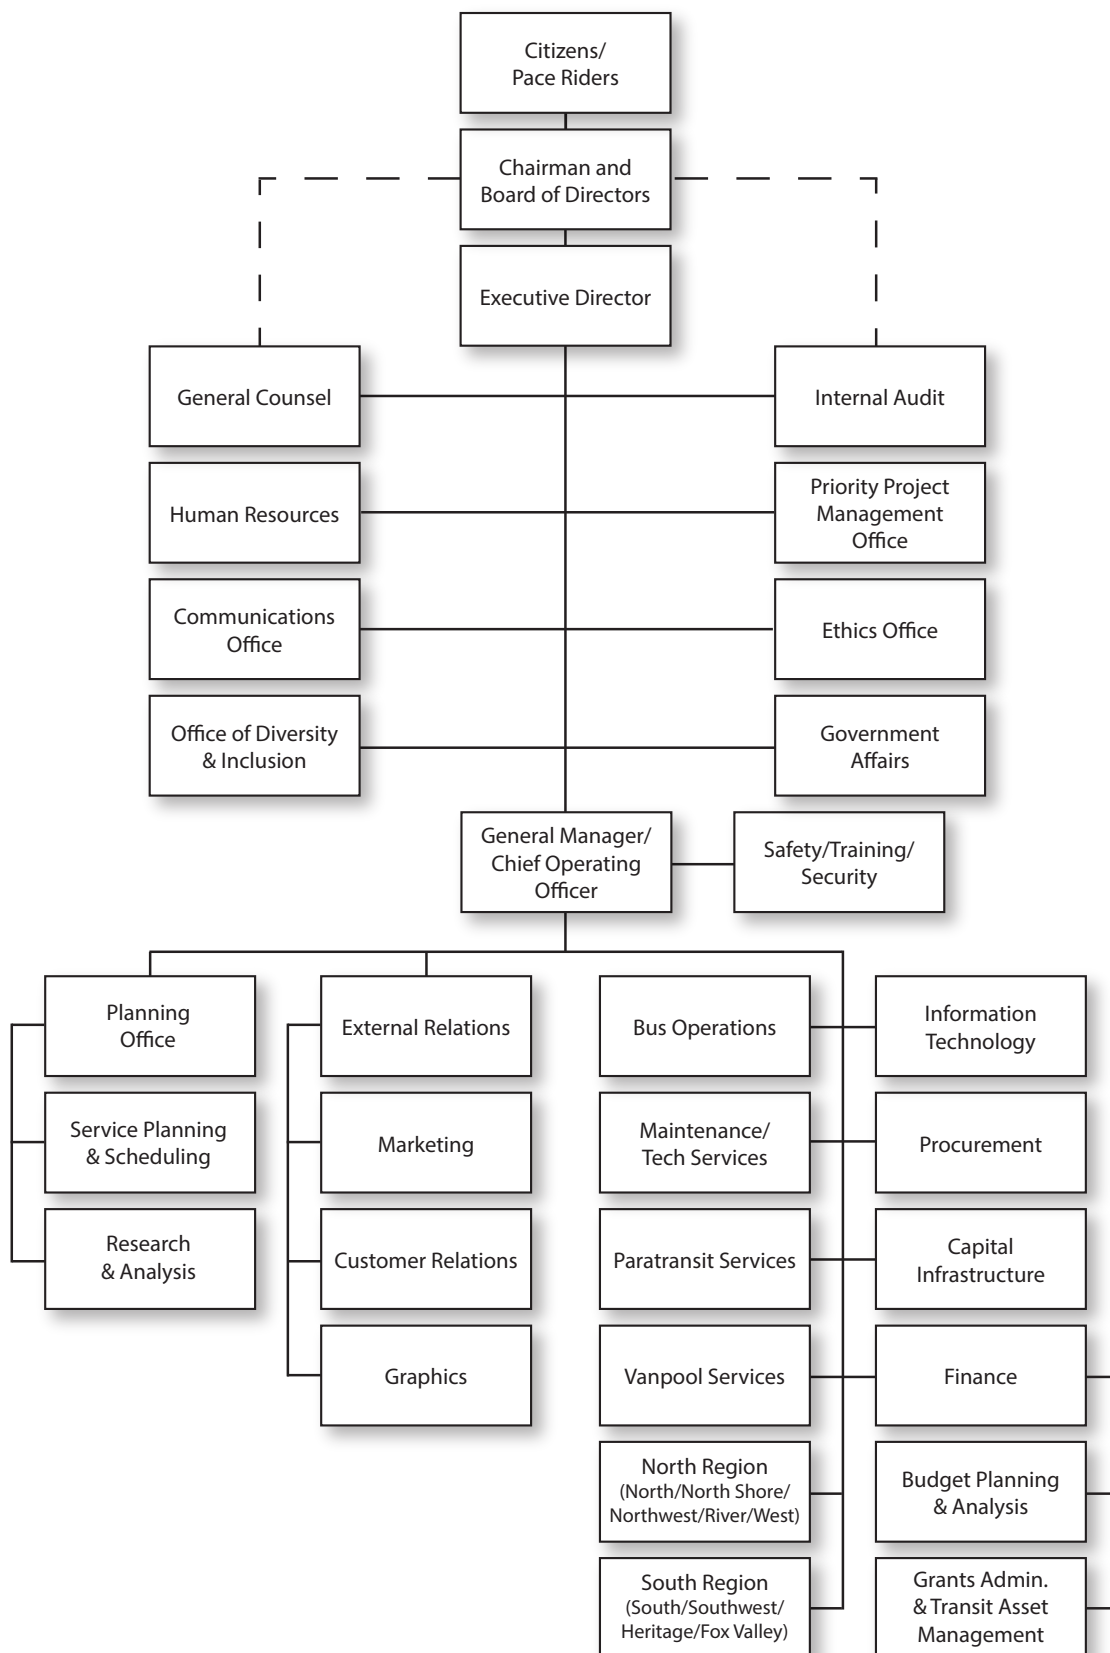 Citizens/
Pace Riders
Chairman and
Board of Directors
Executive Director
General Counsel
Internal Audit
Human Resources
Priority Project
Management
Office
Communications
Office
Ethics Office
Office of Diversity
& Inclusion
Government
Affairs
General Manager/
Chief Operating
Officer
Safety/Training/
Security
Planning
Office
External Relations
Bus Operations
Information
Technology
Service Planning
& Scheduling
Marketing
Maintenance/
Tech Services
Procurement
Research
& Analysis
Customer Relations
Paratransit Services
Capital
Infrastructure
Graphics
Vanpool Services
Finance
North Region
(North/North Shore/
Northwest/River/West)
Budget Planning
& Analysis
South Region
(South/Southwest/
Heritage/Fox Valley)
Grants Admin.
& Transit Asset
Management